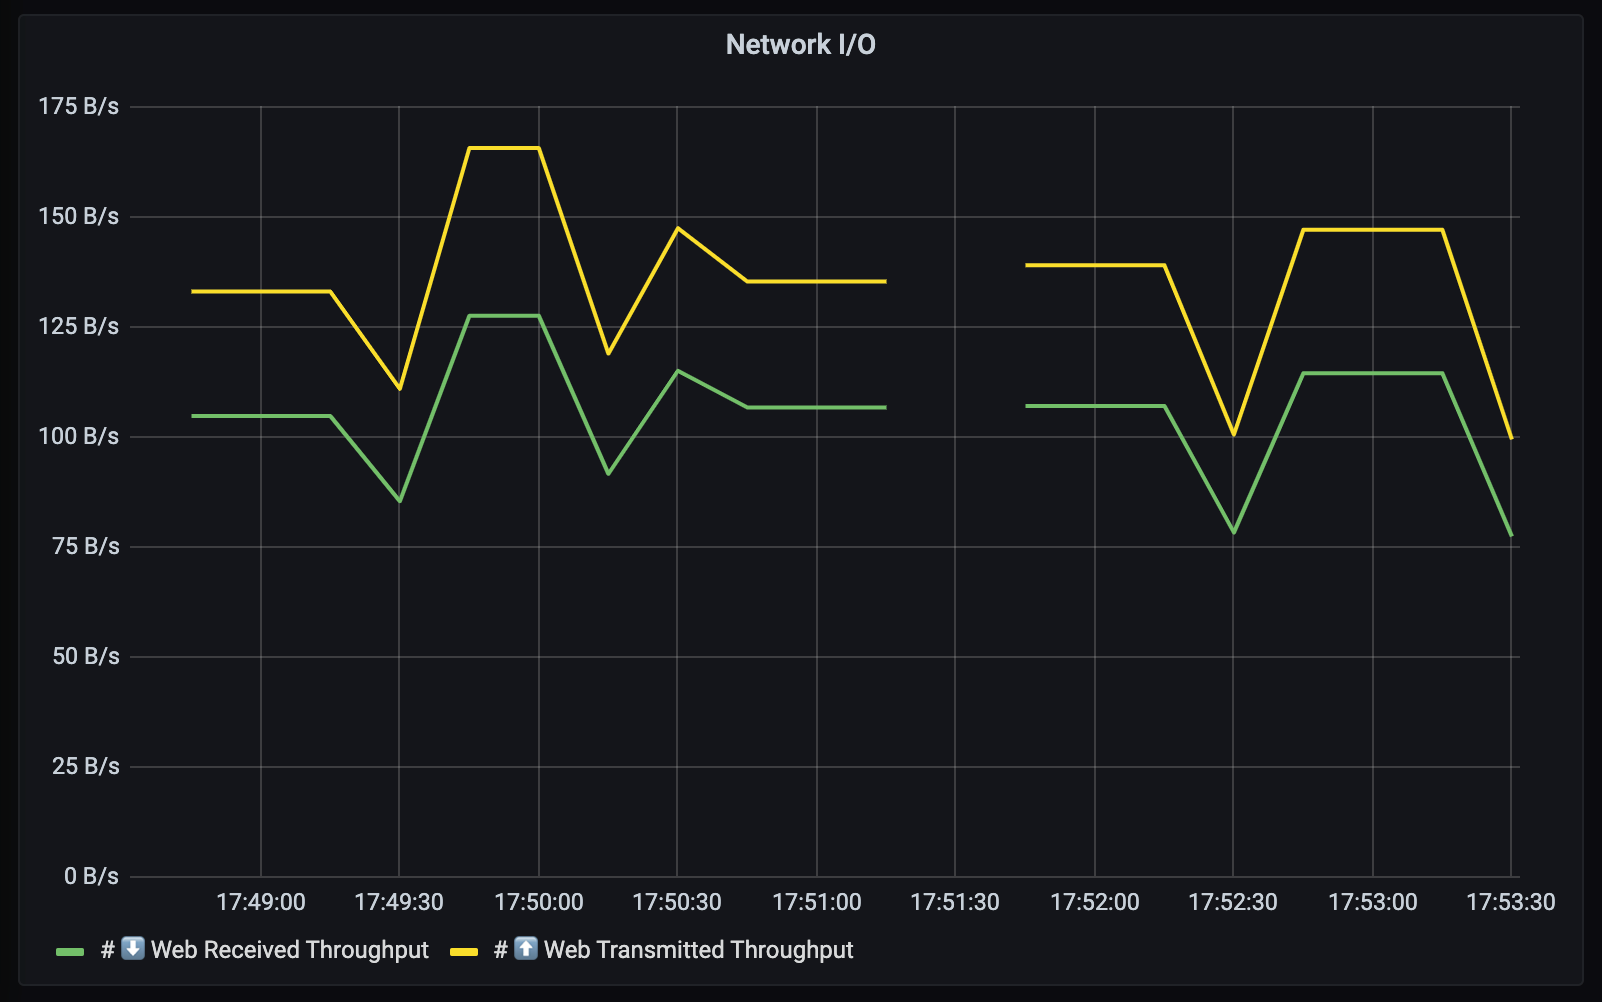 Network I/O
175 B/s
150 B/s
125 B/s
100 B/s
75 B/s
50 B/s
25 B/s
0 B/s
17:49:00 17:49:30 17:50:00 17:50:30 17:51:00 17:51:30 17:52:00 17:52:30 17:53:00 17:53:30
# ⬇️ Web Received Throughput # ⬆️ Web Transmitted Throughput